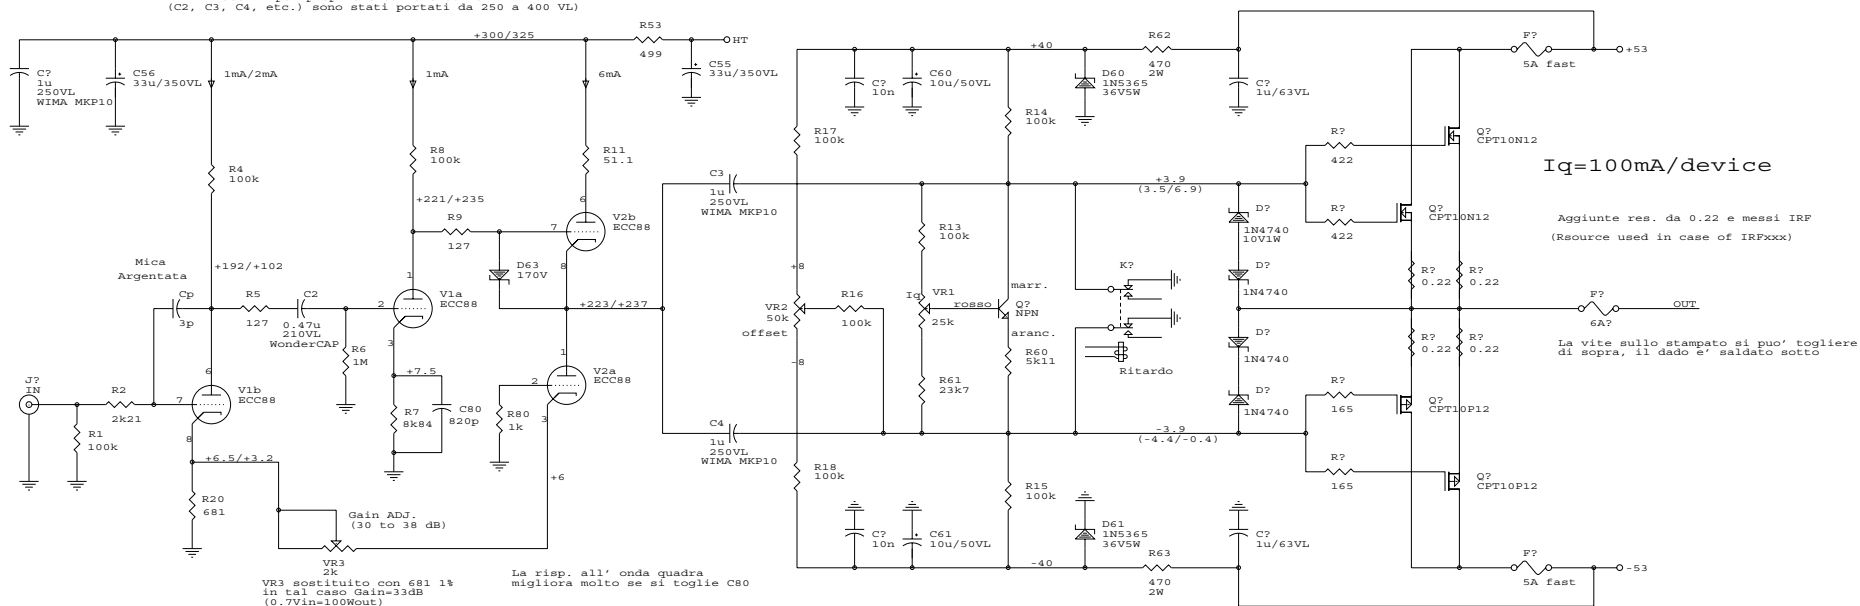 (C2, C3, C4, etc.) sono stati portati da 250 a 400 VL)
C?
1u
250VL
WIMA MKP10
C56
33u/350VL
1mA/2mA
R4
100k
+192/+102
Mica
Argentata
Cp
3p
R5
127
C2
0.47u
210VL
WonderCAP
R6
1M
J?
IN
R1
100k
R2
2k21
6
7
8
V1b
ECC88
+6.5/+3.2
R20
681
Gain ADJ.
(30 to 38 dB)
VR3
2k
VR3 sostituito con 681 1%
in tal caso Gain=33dB
(0.7Vin=100Wout)
+300/325
1mA
R8
100k
+221/+235
R9
127
1
2
3
V1a
ECC88
+7.5
R7
8k84
C80
820p
R80
1k
D63
170V
6mA
R11
51.1
6
7
8
V2b
ECC88
+223/+237
1
2
3
V2a
ECC88
+6
La risp. all' onda quadra
migliora molto se si toglie C80
R53
499
HT
C55
33u/350VL
C3
1u
250VL
WIMA MKP10
C4
1u
250VL
WIMA MKP10
R17
100k
+8
VR2
50k
offset
-8
R18
100k
R16
100k
C?
10n
C60
10u/50VL
+40
R14
100k
D60
1N5365
36V5W
R62
470
2W
C?
1u/63VL
R13
100k
Iq
VR1
25k
rosso
marr.
Q?
NPN
aranc.
R60
5k11
R61
23k7
R15
100k
K?
Ritardo
+3.9
(3.5/6.9)
D?
1N4740
10V1W
D?
1N4740
D?
1N4740
D?
1N4740
-3.9
(-4.4/-0.4)
C?
10n
C61
10u/50VL
-40
D61
1N5365
36V5W
R63
470
2W
C?
1u/63VL
R?
422
R?
422
Q?
CPT10N12
Q?
CPT10N12
R?
0.22
R?
0.22
R?
0.22
R?
0.22
R?
165
R?
165
Q?
CPT10P12
Q?
CPT10P12
F?
5A fast
+53
Iq=100mA/device
Aggiunte res. da 0.22 e messi IRF
(Rsource used in case of IRFxxx)
F?
6A?
OUT
La vite sullo stampato si puo' togliere
di sopra, il dado e' saldato sotto
F?
5A fast
-53